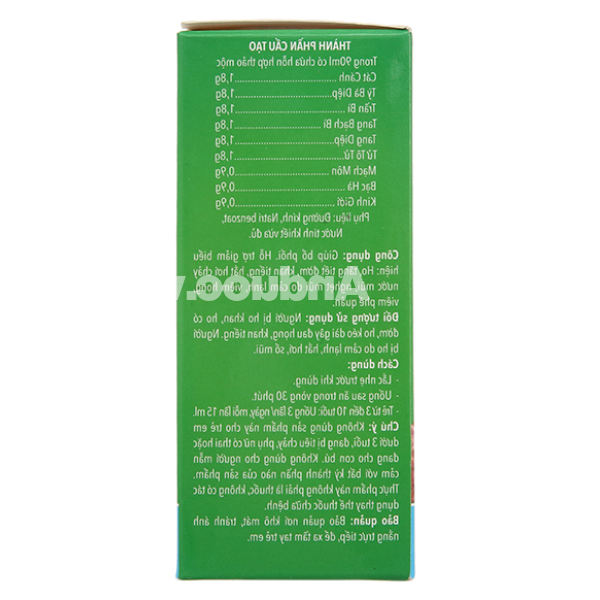 THÀNH PHẦN CẤU TẠO
Trong 90ml có chứa hỗn hợp thảo mộc
Cát Cánh.......................1,8g
Tỳ Bà Diệp.......................1,8g
Trần Bì.......................1,8g
Tang Bạch Bì.......................1,8g
Tang Diệp.......................1,8g
Tử Tô Tử.......................1,8g
Mạch Môn.......................0,9g
Bạc Hà.......................0,9g
Kinh Giới.......................0,9g
Phụ liệu: Đường kính, Natri benzoat,
Nước tinh khiết vừa đủ.
Công dụng: Giúp bổ phổi. Hỗ trợ giảm biểu
hiện: Ho, tăng tiết đờm, khản tiếng, hắt hơi chảy
nước mũi, nghẹt mũi do cảm lạnh, viêm họng,
viêm phế quản.
Đối tượng sử dụng: Người bị ho khan, ho có
đờm, ho kéo dài gây đau họng, khản tiếng. Người
bị ho do cảm lạnh, hắt hơi, sổ mũi.
Cách dùng:
- Lắc nhẹ trước khi dùng.
- Uống sau ăn trong vòng 30 phút.
- Trẻ từ 3 đến 10 tuổi: Uống 3 lần/ ngày, mỗi lần 15 ml.
Chú ý: Không dùng sản phẩm này cho trẻ em
dưới 3 tuổi, đang bị tiêu chảy, phụ nữ có thai hoặc
đang cho con bú. Không dùng cho người mẫn
cảm với bất kỳ thành phần nào của sản phẩm.
Thực phẩm này không phải là thuốc, không có tác
dụng thay thế thuốc chữa bệnh.
Bảo quản: Bảo quản nơi khô mát, tránh ánh
nắng trực tiếp, để xa tầm tay trẻ em.
Anduoc.v